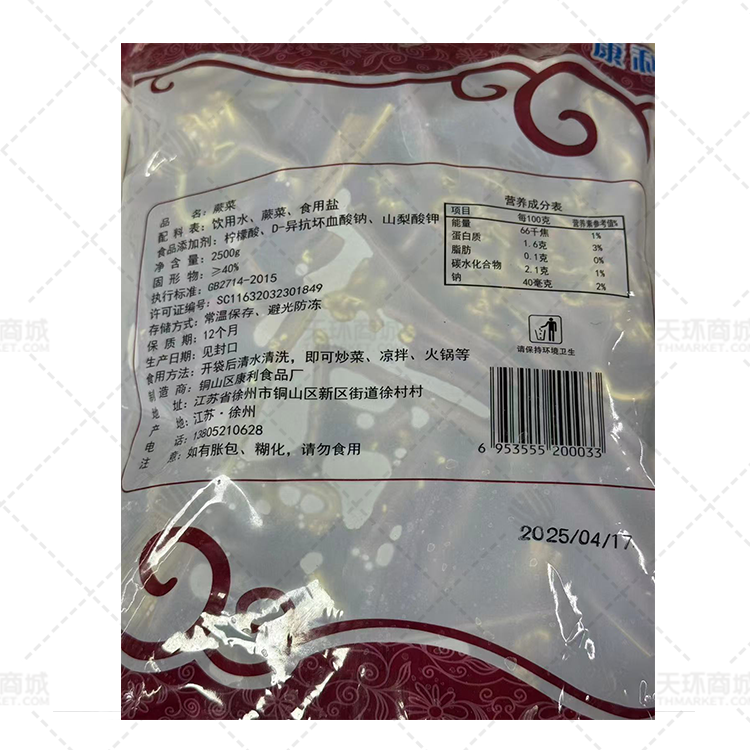 康利
品 名：蕨菜
配 料 表：饮用水、蕨菜、食用盐
食品添加剂：柠檬酸、D-异抗坏血酸钠、山梨酸钾
净 含 量：2500g
固 形 物：≥40%
执行标准：GB2714-2015
许可证编号：SC11632032301849
存储方式：常温保存、避光防冻
保 质 期：12个月
生产日期：见封口
食用方法：开袋后清水清洗，即可炒菜、凉拌、火锅等
制 造 商：铜山区康利食品厂
地 址：江苏省徐州市铜山区新区街道徐村村
产 地：江苏·徐州
电 话：13805210628
注 意：如有胀包、糊化，请勿食用
营养成分表
项目 每100克 营养素参考值%
能量 66千焦 1%
蛋白质 1.6克 3%
脂肪 0.1克 0%
碳水化合物 2.1克 1%
钠 40毫克 2%
请保持环境卫生
6 953555 200033
2025/04/17
天环商城
THMARKET.COM